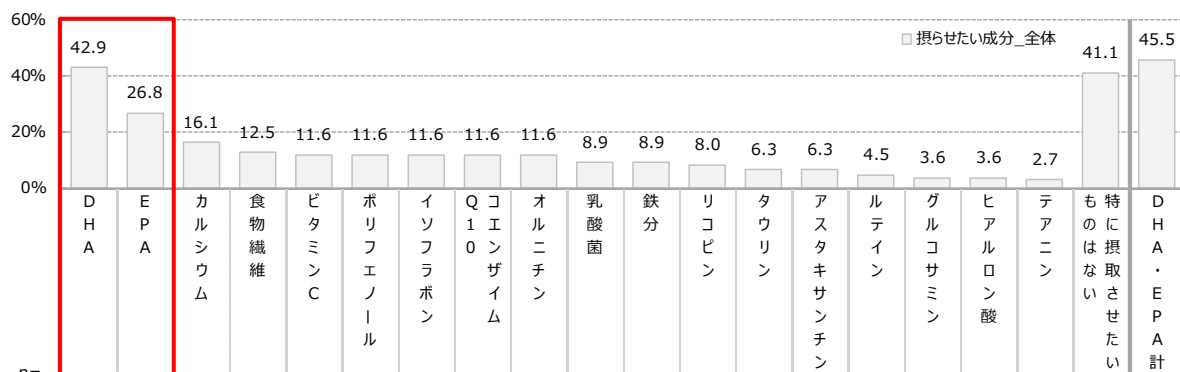 60%
40%
20%
0%
摂らせたい成分_全体
42.9
26.8
16.1
12.5
11.6
11.6
11.6
11.6
11.6
8.9
8.9
8.0
6.3
6.3
4.5
3.6
3.6
2.7
41.1
45.5
DHA
EPA
カルシウム
食物繊維
ビタミンC
ポリフェノール
イソフラボン
コエンザイム
Q10
オルニチン
乳酸菌
鉄分
リコピン
タウリン
アスタキサンチン
ルテイン
グルコサミン
ヒアルロン酸
テアニン
特に摂取させたい
ものはない
DHA・EPA計